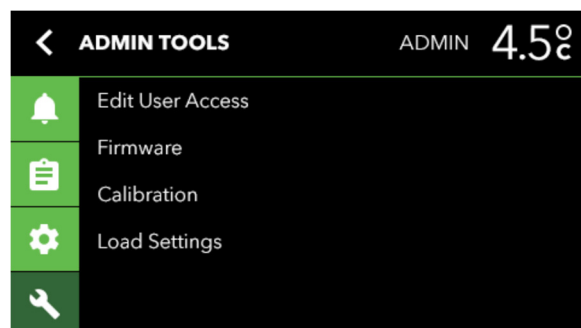 ADMIN TOOLS ADMIN 4.5°C
Edit User Access
Firmware
Calibration
Load Settings